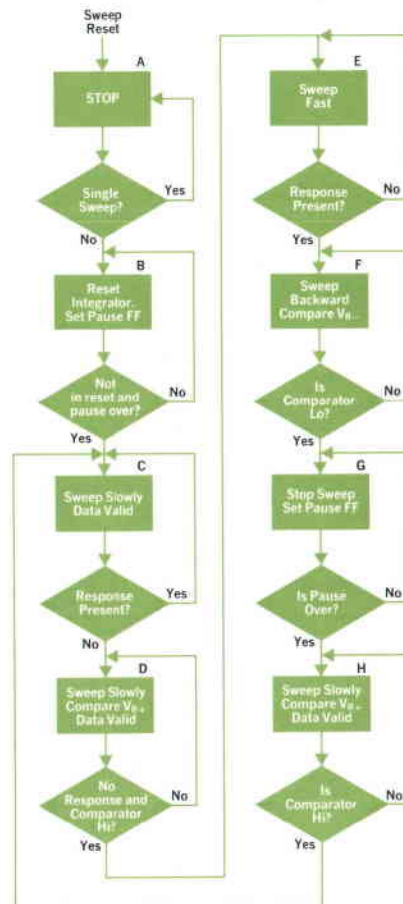 Sweep
Reset
A
STOP
Single
Sweep?
Yes
No
B
Reset
Integrator.
Set Pause FF
Not
in reset and
pause over?
No
Yes
C
Sweep Slowly
Data Valid
Response
Present?
Yes
No
D
Sweep Slowly
Compare VR+
Data Valid
No
Response and
Comparator
Hi?
No
Yes
E
Sweep
Fast
Response
Present?
No
Yes
F
Sweep
Backward
Compare
Is
Comparator
Lo?
No
Yes
G
Stop Sweep
Set Pause FF
Is Pause
Over?
No
Yes
H
Sweep Slowly
Compare VR+
Data Valid
Is
Comparator
Hi?
No
Yes